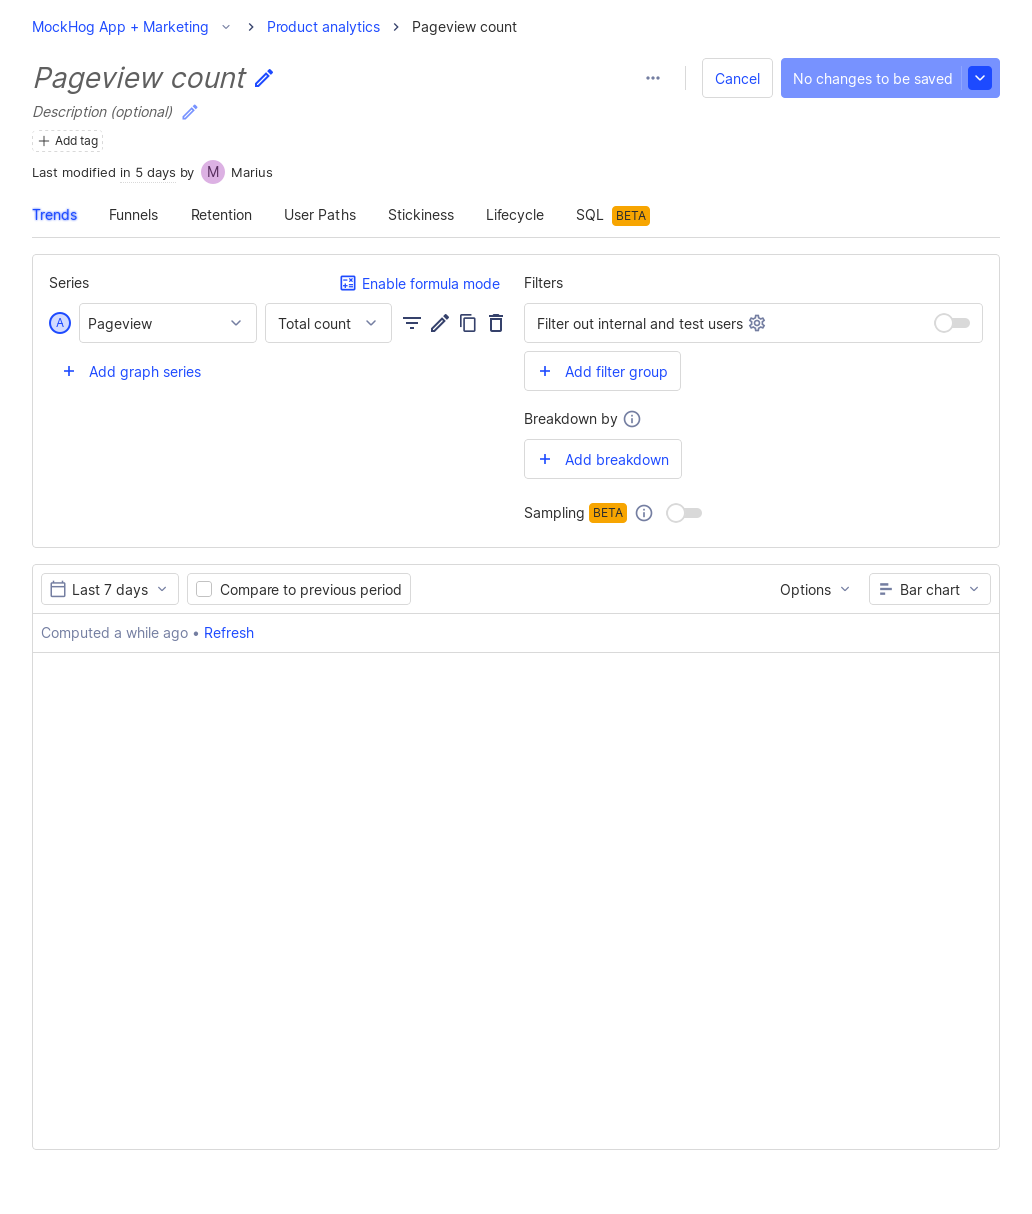 MockHog App + Marketing Product analytics Pageview count
Pageview count
Cancel No changes to be saved
Description (optional)
Add tag
Last modified in 5 days by M Marius
Trends Funnels Retention User Paths Stickiness Lifecycle SQL BETA
Series Enable formula mode
A Pageview Total count
Add graph series
Filters
Filter out internal and test users
Add filter group
Breakdown by
Add breakdown
Sampling BETA
Last 7 days Compare to previous period Options Bar chart
Computed a while ago • Refresh